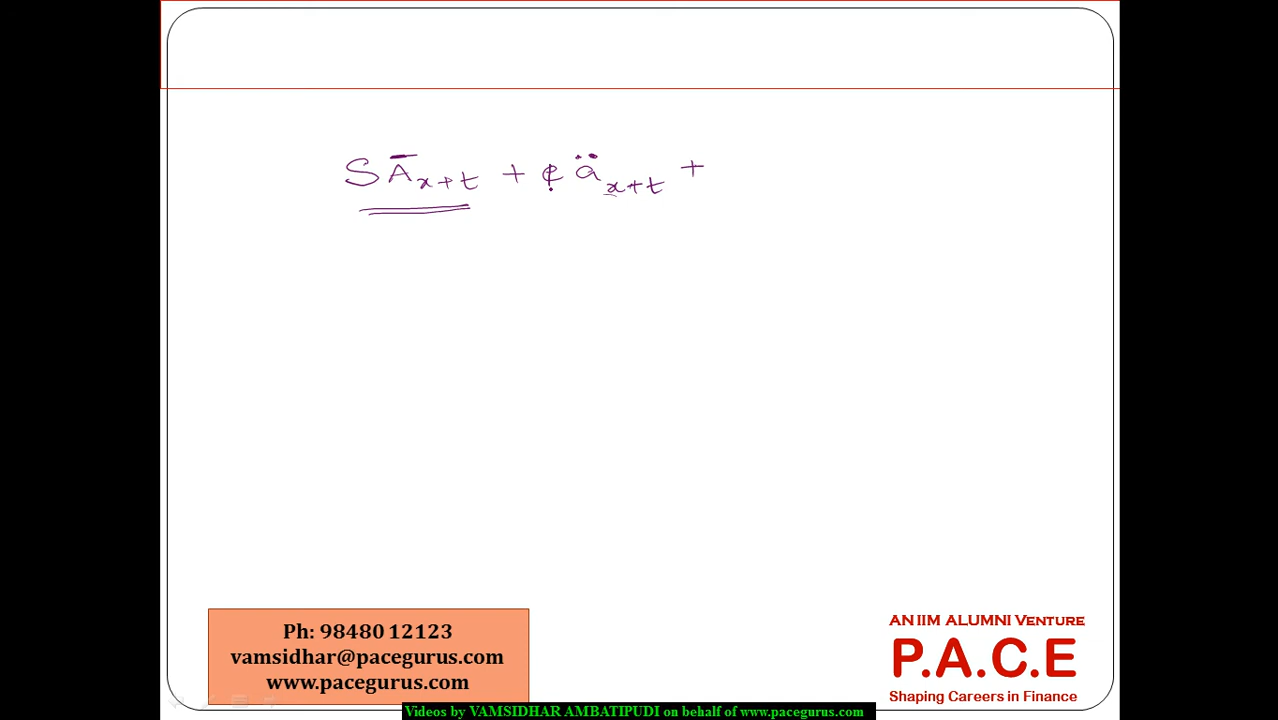 SĀx+t + ¢äx+t +
Ph: 98480 12123
vamsidhar@pacegurus.com
www.pacegurus.com
AN IIM ALUMNI VENTURE
P.A.C.E
Shaping Careers in Finance
Videos by VAMSIDHAR AMBATIPUDI on behalf of www.pacegurus.com